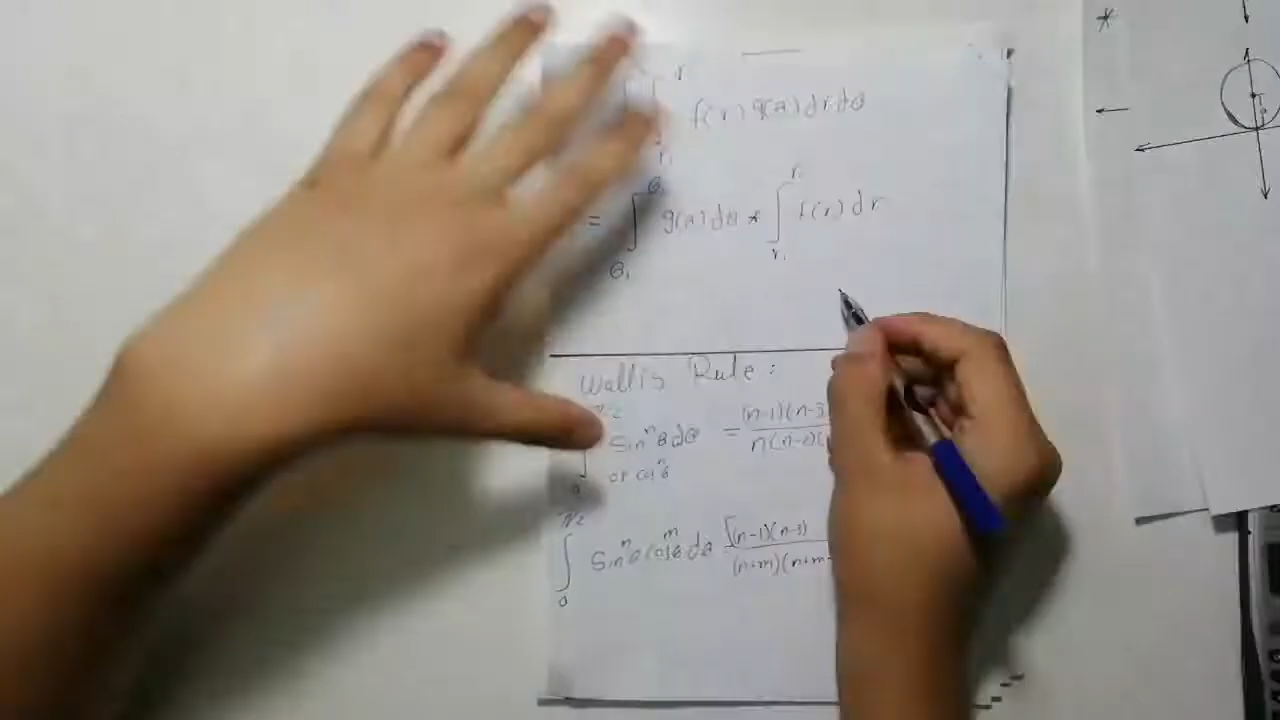 r
f(r) g(θ) dr dθ
r₁
= ∫ θ₁ g(θ) dθ * ∫ r₁ f(r) dr
Wallis Rule:
π/2
∫ sinⁿθ dθ = (n-1)(n-3) / n(n-2)(
0 or cosⁿθ
π/2
∫ sinⁿθ cosᵐθ dθ [(n-1)(n-3) / (n+m)(n+m-
0
*